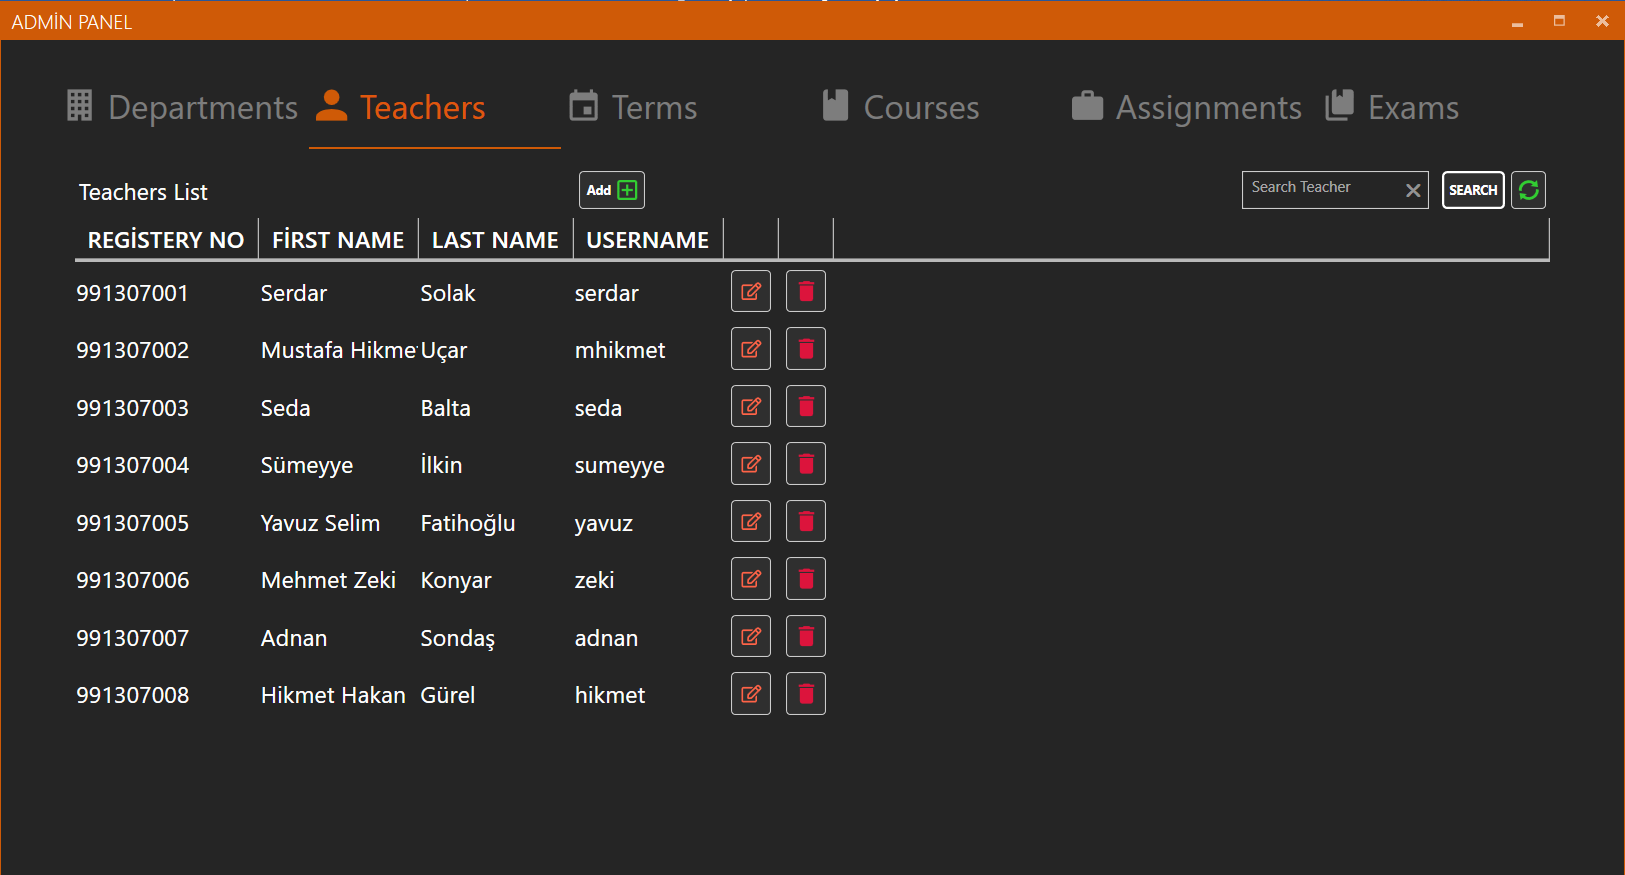 ADMİN PANEL
Departments Teachers Terms Courses Assignments Exams
Teachers List Add Search Teacher SEARCH
REGİSTERY NO FİRST NAME LAST NAME USERNAME
991307001 Serdar Solak serdar
991307002 Mustafa Hikme Uçar mhikmet
991307003 Seda Balta seda
991307004 Sümeyye İlkin sumeyye
991307005 Yavuz Selim Fatihoğlu yavuz
991307006 Mehmet Zeki Konyar zeki
991307007 Adnan Sondaş adnan
991307008 Hikmet Hakan Gürel hikmet